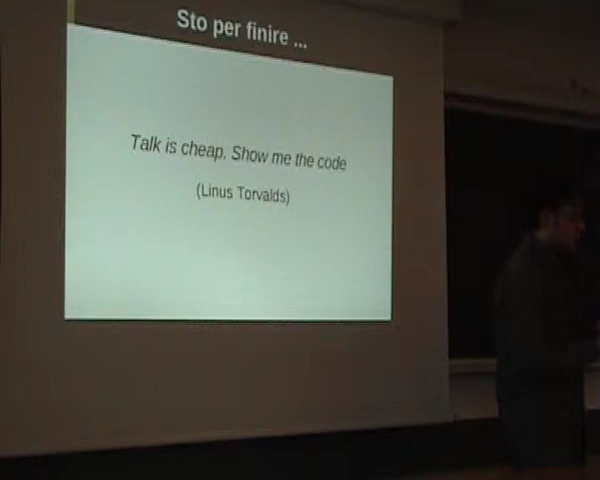 Sto per finire ...
Talk is cheap. Show me the code
(Linus Torvalds)